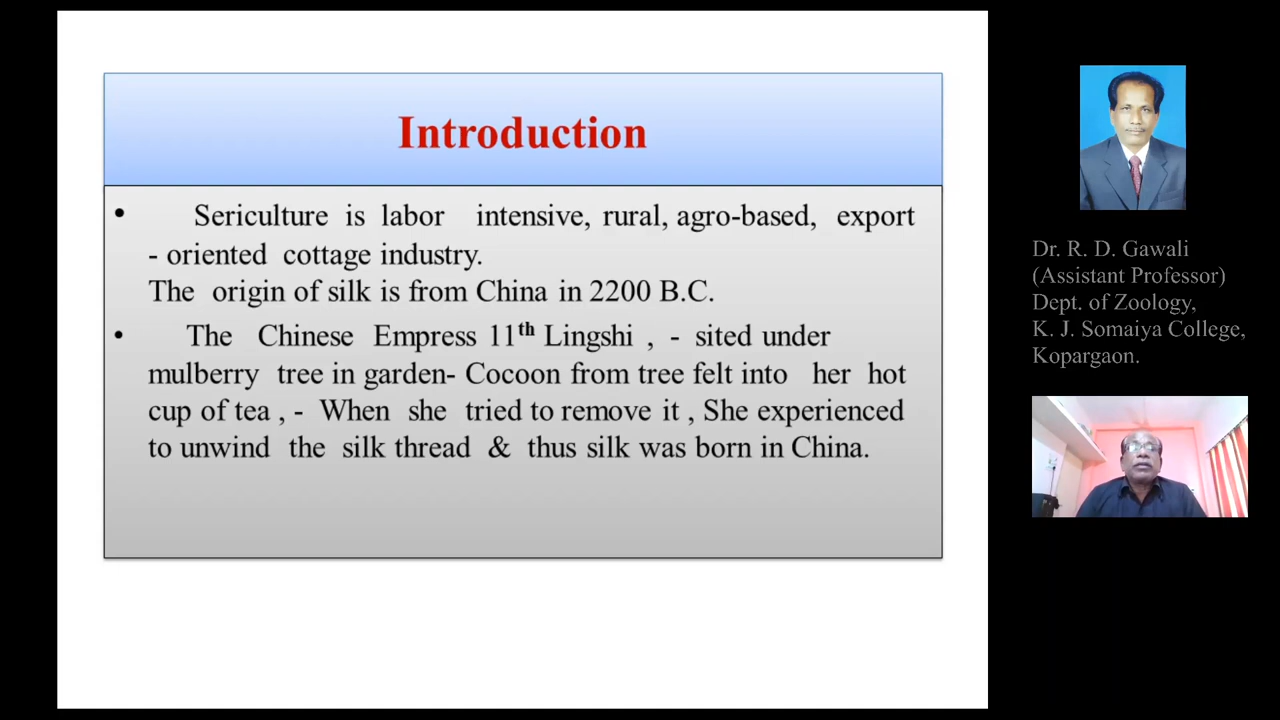 Introduction
• Sericulture is labor intensive, rural, agro-based, export
- oriented cottage industry.
The origin of silk is from China in 2200 B.C.
• The Chinese Empress 11th Lingshi , - sited under
mulberry tree in garden- Cocoon from tree felt into her hot
cup of tea , - When she tried to remove it , She experienced
to unwind the silk thread & thus silk was born in China.
Dr. R. D. Gawali
(Assistant Professor)
Dept. of Zoology,
K. J. Somaiya College,
Kopargaon.